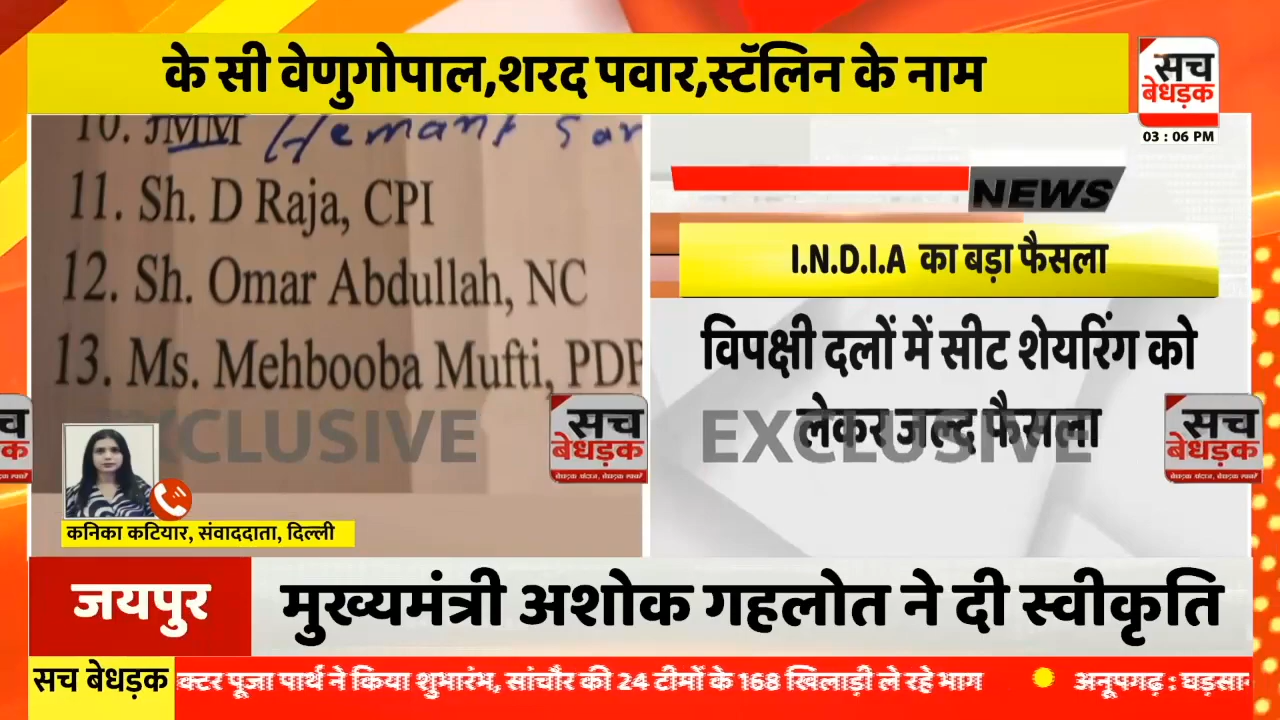 के सी वेणुगोपाल,शरद पवार,स्टॅलिन के नाम
सच
बेधड़क
03 : 06 PM
10. JMM Hemant Sor
11. Sh. D Raja, CPI
12. Sh. Omar Abdullah, NC
13. Ms. Mehbooba Mufti, PDP
NEWS
I.N.D.I.A का बड़ा फैसला
विपक्षी दलों में सीट शेयरिंग को
लेकर जल्द फैसला
EXCLUSIVE
EXCLUSIVE
सच
बेधड़क
सच
बेधड़क
कनिका कटियार, संवाददाता, दिल्ली
जयपुर
मुख्यमंत्री अशोक गहलोत ने दी स्वीकृति
सच बेधड़क
क्टर पूजा पार्थ ने किया शुभारंभ, सांचौर की 24 टीमों के 168 खिलाड़ी ले रहे भाग
अनूपगढ़ : घड़सान